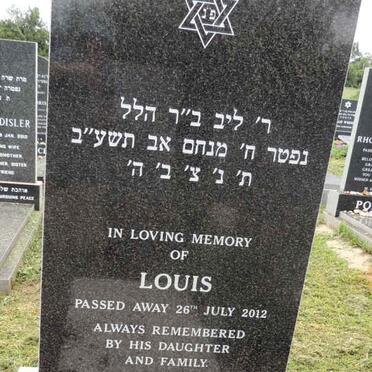 פ נ
ר׳ ליב ב״ר הלל
נפטר ח׳ מנחם אב תשע״ב
ת׳ נ׳ צ׳ ב׳ ה׳
IN LOVING MEMORY
OF
LOUIS
PASSED AWAY 26TH JULY 2012
ALWAYS REMEMBERED
BY HIS DAUGHTER
AND FAMILY.
DISLER